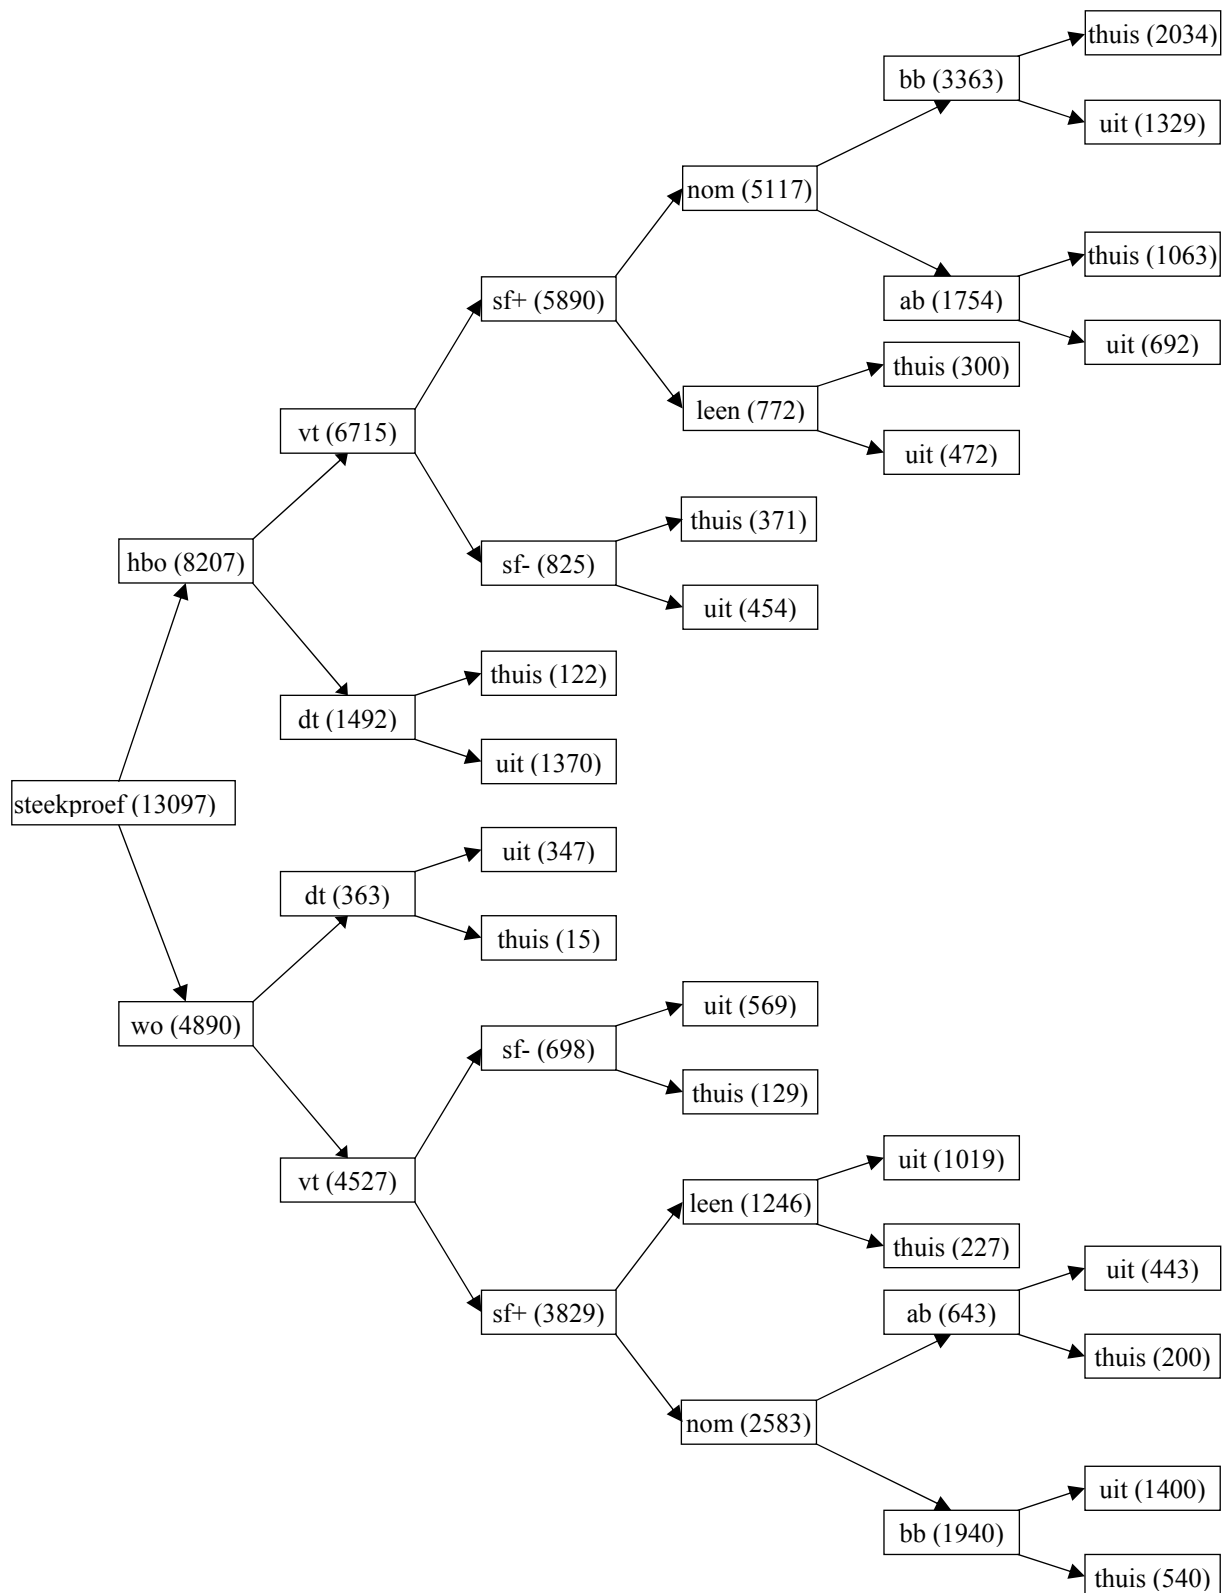 thuis (2034)
bb (3363)
uit (1329)
nom (5117)
thuis (1063)
sf+ (5890)
ab (1754)
uit (692)
thuis (300)
leen (772)
vt (6715)
uit (472)
thuis (371)
hbo (8207)
sf- (825)
uit (454)
thuis (122)
dt (1492)
uit (1370)
steekproef (13097)
uit (347)
dt (363)
thuis (15)
uit (569)
wo (4890)
sf- (698)
thuis (129)
uit (1019)
vt (4527)
leen (1246)
thuis (227)
uit (443)
sf+ (3829)
ab (643)
thuis (200)
nom (2583)
uit (1400)
bb (1940)
thuis (540)